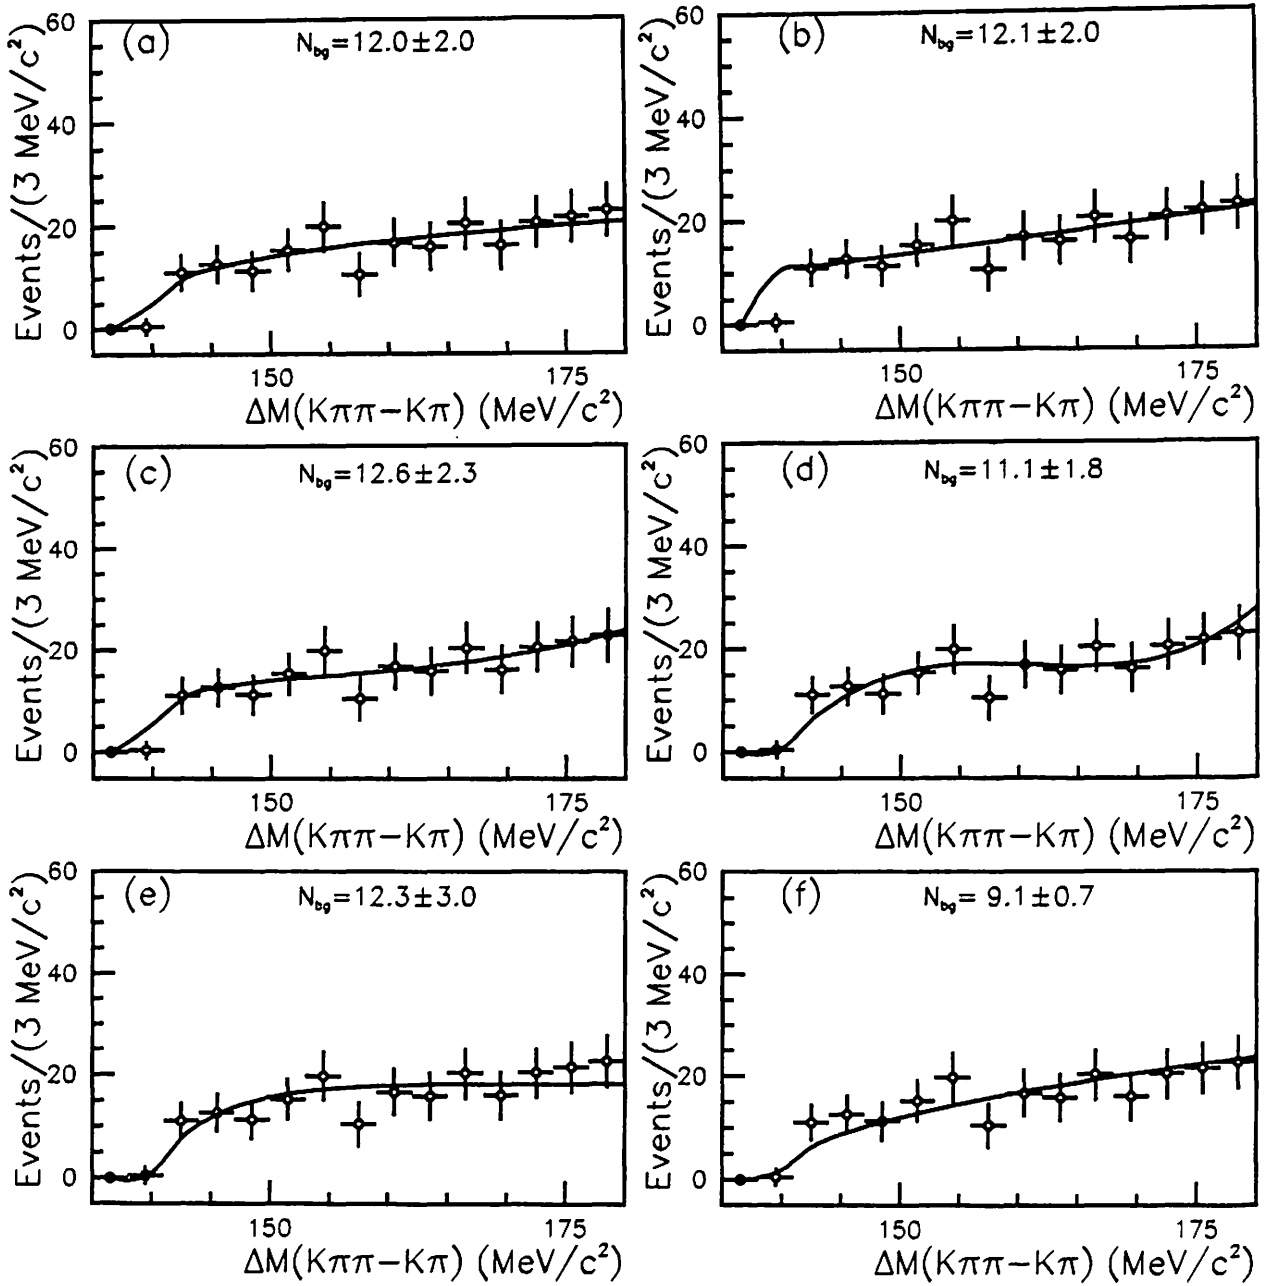 (a) N_bg=12.0±2.0
Events/(3 MeV/c²)
60
40
20
0
150 175
ΔM(Kππ−Kπ) (MeV/c²)
(b) N_bg=12.1±2.0
Events/(3 MeV/c²)
60
40
20
0
150 175
ΔM(Kππ−Kπ) (MeV/c²)
(c) N_bg=12.6±2.3
Events/(3 MeV/c²)
60
40
20
0
150 175
ΔM(Kππ−Kπ) (MeV/c²)
(d) N_bg=11.1±1.8
Events/(3 MeV/c²)
60
40
20
0
150 175
ΔM(Kππ−Kπ) (MeV/c²)
(e) N_bg=12.3±3.0
Events/(3 MeV/c²)
60
40
20
0
150 175
ΔM(Kππ−Kπ) (MeV/c²)
(f) N_bg= 9.1±0.7
Events/(3 MeV/c²)
60
40
20
0
150 175
ΔM(Kππ−Kπ) (MeV/c²)